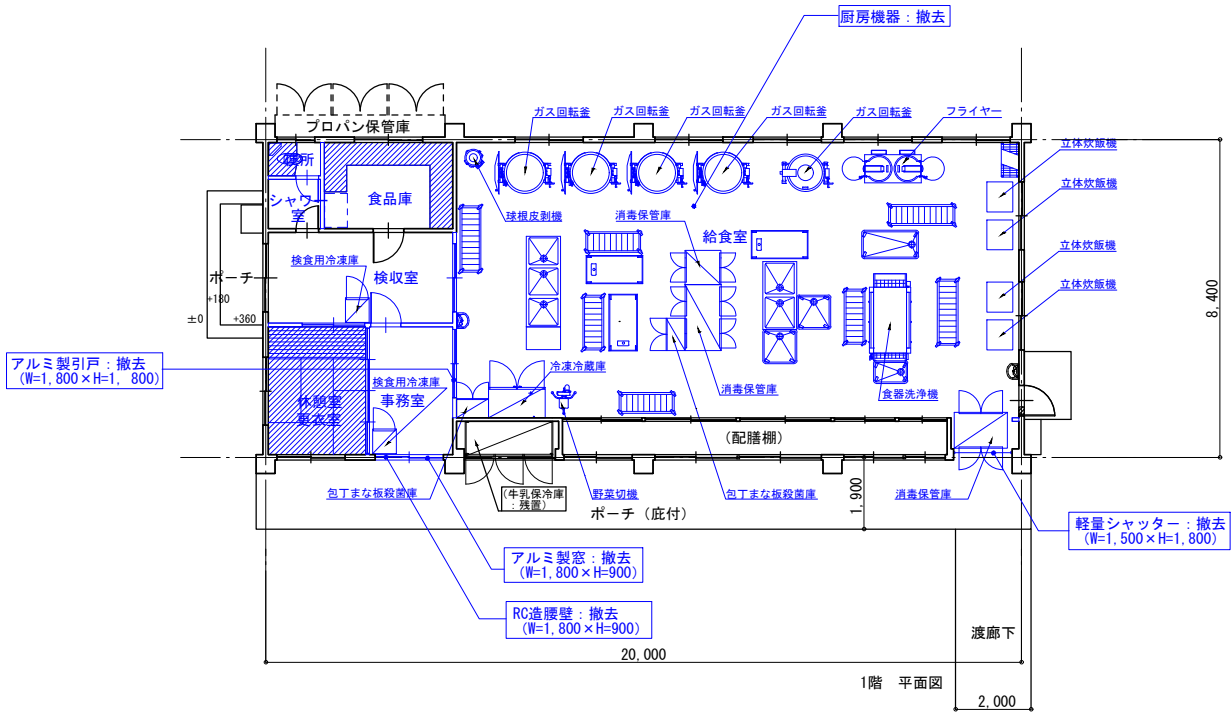 厨房機器：撤去
ガス回転釜
ガス回転釜
ガス回転釜
ガス回転釜
ガス回転釜
フライヤー
プロパン保管庫
立体炊飯機
便所
食品庫
シャワー
室
立体炊飯機
球根皮剥機
消毒保管庫
給食室
8,400
検食用冷凍庫
検収室
立体炊飯機
ポーチ
+180
±0
+360
立体炊飯機
アルミ製引戸：撤去
（W=1,800×H=1, 800）
検食用冷凍庫
冷凍冷蔵庫
休憩室
更衣室
事務室
消毒保管庫
食器洗浄機
（配膳棚）
包丁まな板殺菌庫
（牛乳保冷庫
：残置）
野菜切機
包丁まな板殺菌庫
1,900
消毒保管庫
ポーチ（庇付）
軽量シャッター：撤去
（W=1,500×H=1,800）
アルミ製窓：撤去
（W=1,800×H=900）
RC造腰壁：撤去
（W=1,800×H=900）
渡廊下
20,000
1階　平面図
2,000